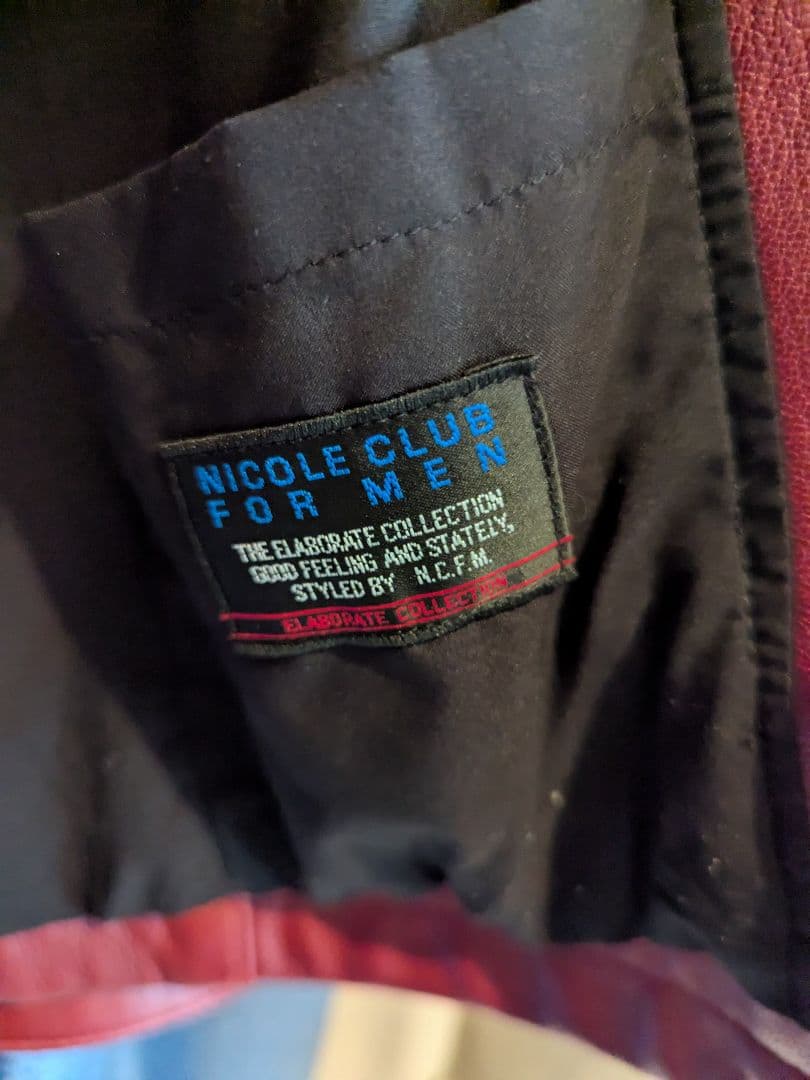 NICOLE CLUB
FOR MEN
THE ELABORATE COLLECTION
GOOD FEELING AND STATELY,
STYLED BY N.C.F.M.
ELABORATE COLLECTION